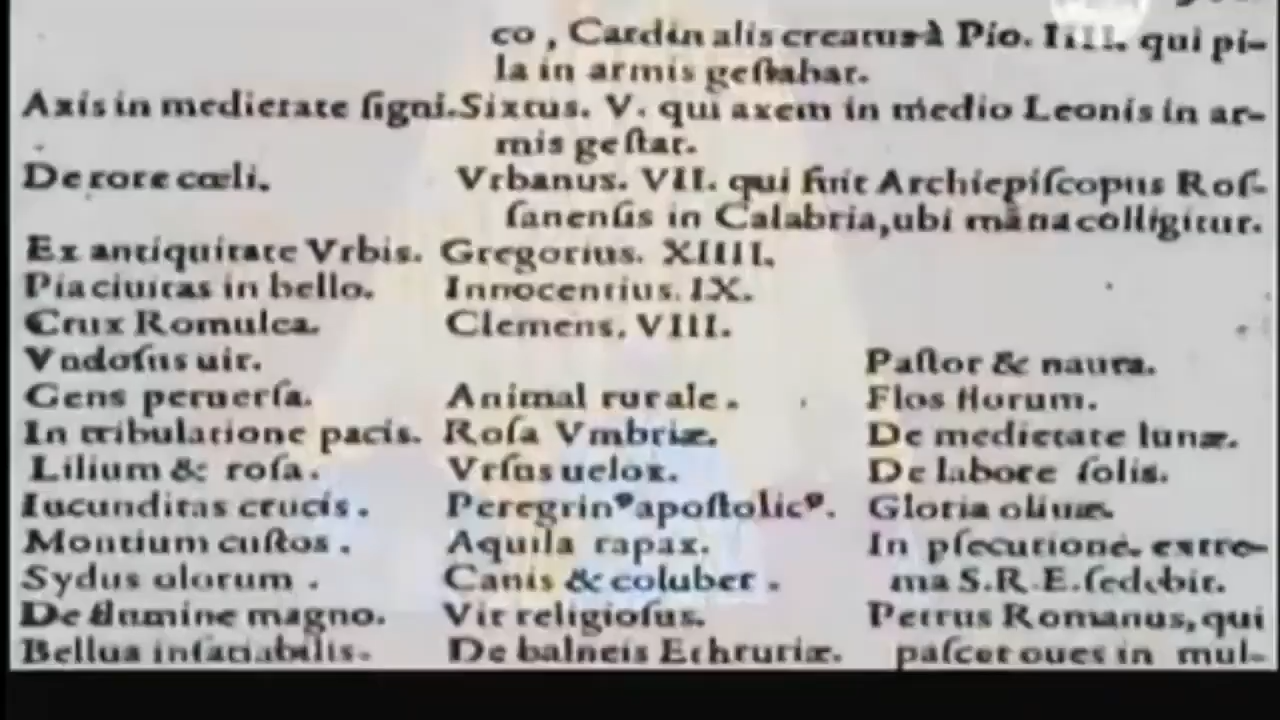 co, Cardinalis creatus à Pio. IIII. qui pi-
la in armis geſtabat.
Axis in medietate ſigni. Sixtus. V. qui axem in medio Leonis in ar-
mis geſtat.
De rore cœli. Vrbanus. VII. qui fuit Archiepiſcopus Roſ-
ſanenſis in Calabria, ubi māna colligitur.
Ex antiquitate Vrbis. Gregorius. XIIII.
Pia ciuitas in bello. Innocentius. IX.
Crux Romulea. Clemens. VIII.
Vndoſus uir. Paſtor & nauta.
Gens peruerſa. Animal rurale. Flos florum.
In tribulatione pacis. Roſa Vmbriæ. De medietate lunæ.
Lilium & roſa. Vrſus uelox. De labore ſolis.
Iucunditas crucis. Peregrinꝰ apoſtolicꝰ. Gloria oliuæ.
Montium cuſtos. Aquila rapax. In pſecutione. extre-
Sydus olorum. Canis & coluber. ma S.R.E. ſedebit.
De flumine magno. Vir religioſus. Petrus Romanus, qui
Bellua inſatiabilis. De balneis Ethruriæ. paſcet oues in mul-